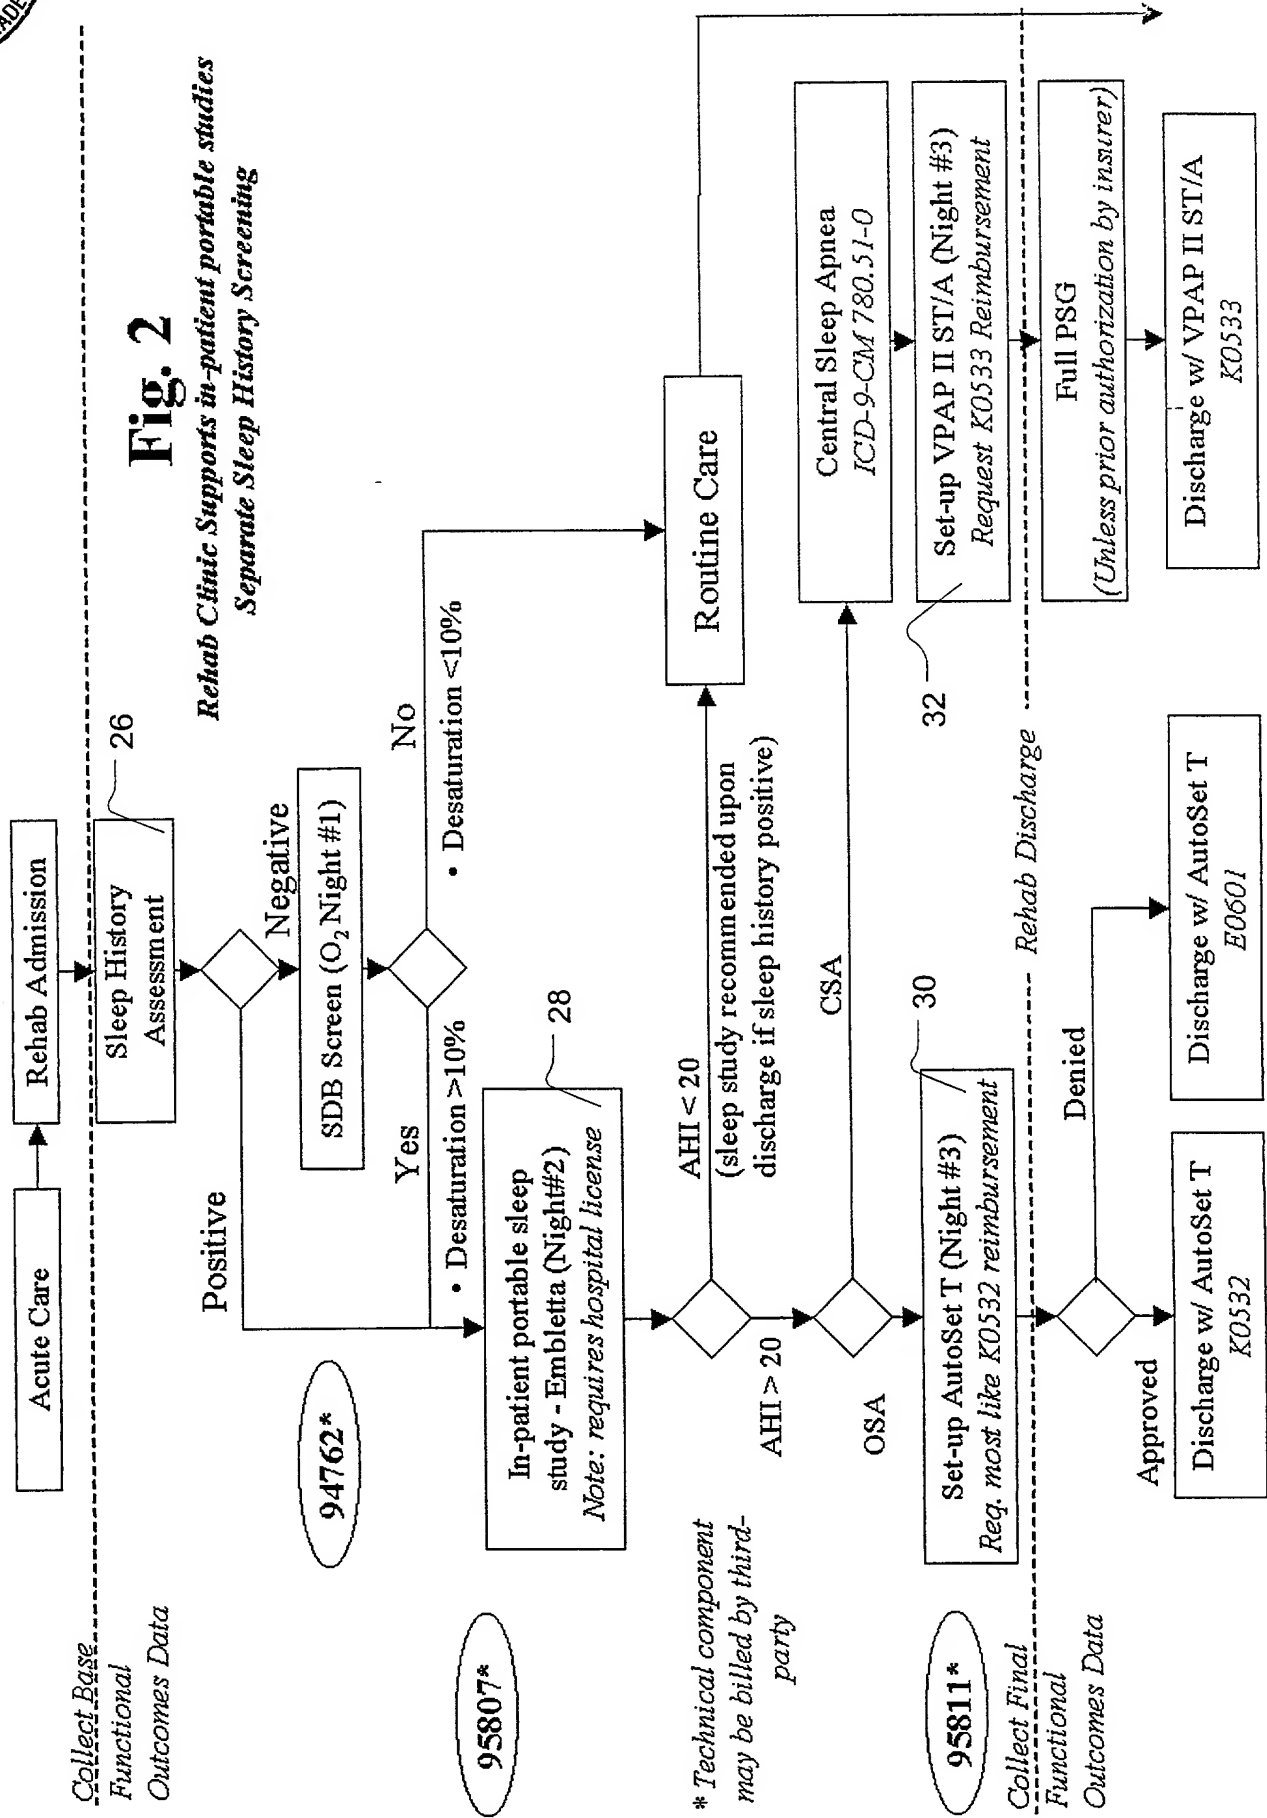 ADE
Fig. 2
Rehab Clinic Supports in-patient portable studies
Separate Sleep History Screening
Acute Care
Rehab Admission
Collect Base
Functional
Outcomes Data
Sleep History
Assessment
26
Positive
Negative
94762*
SDB Screen (O2 Night #1)
Yes
No
• Desaturation >10%
• Desaturation <10%
95807*
In-patient portable sleep
study - Embletta (Night#2)
Note: requires hospital license
28
Routine Care
* Technical component
may be billed by third-
party
AHI < 20
(sleep study recommended upon
discharge if sleep history positive)
AHI > 20
CSA
OSA
Central Sleep Apnea
ICD-9-CM 780.51-0
95811*
Set-up AutoSet T (Night #3)
Req. most like K0532 reimbursement
30
Set-up VPAP II ST/A (Night #3)
Request K0533 Reimbursement
32
Collect Final
Functional
Outcomes Data
Rehab Discharge
Full PSG
(Unless prior authorization by insurer)
Approved
Denied
Discharge w/ AutoSet T
K0532
Discharge w/ AutoSet T
E0601
Discharge w/ VPAP II ST/A
K0533